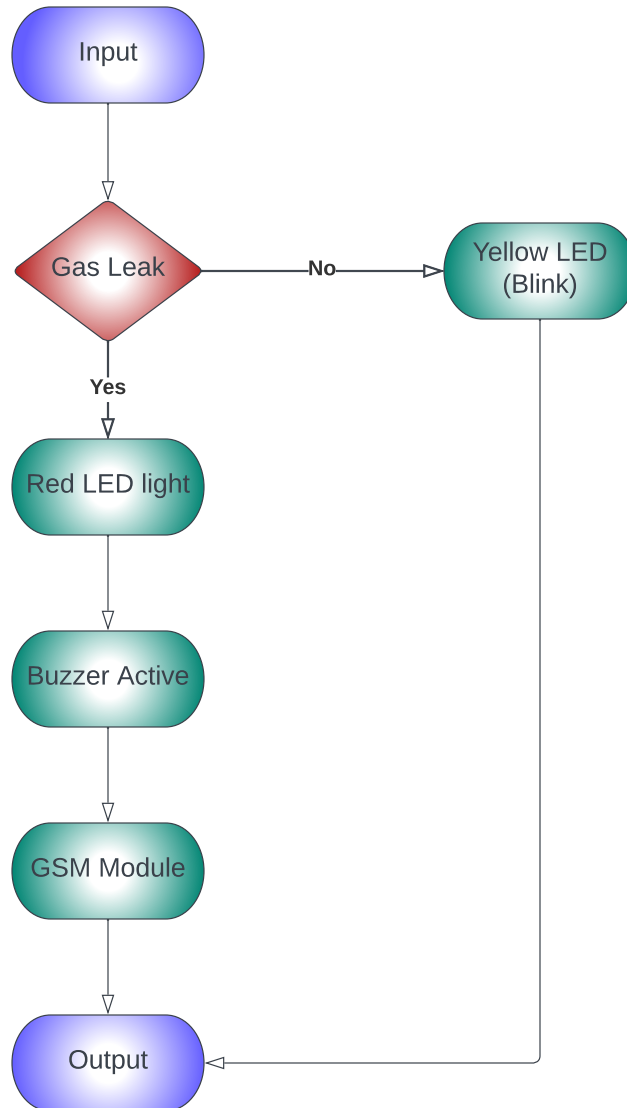 Input
Gas Leak
No
Yellow LED
(Blink)
Yes
Red LED light
Buzzer Active
GSM Module
Output